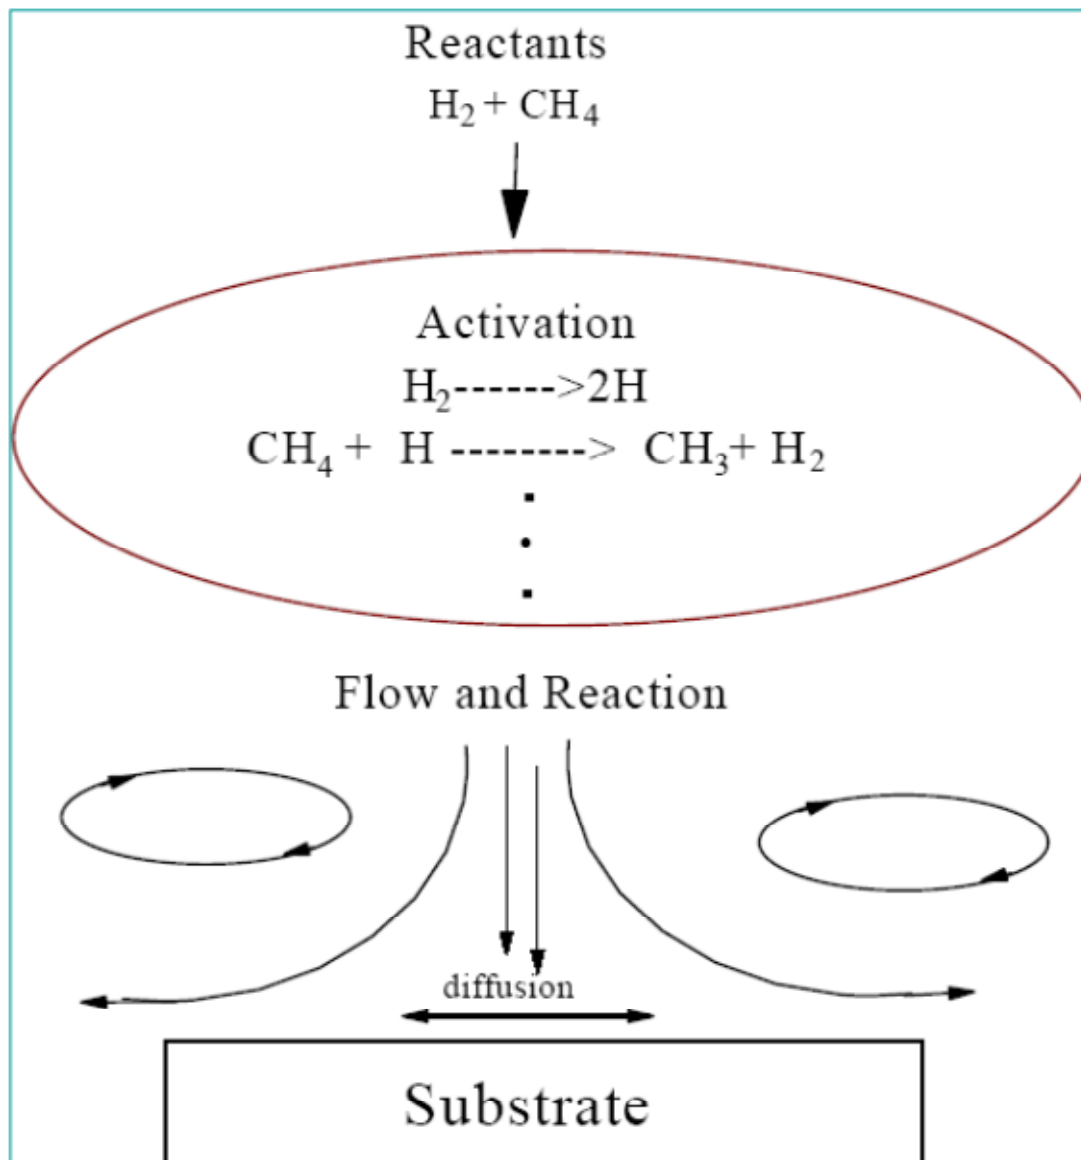 Reactants
H₂ + CH₄
Activation
H₂------>2H
CH₄ + H --------> CH₃+ H₂
Flow and Reaction
diffusion
Substrate